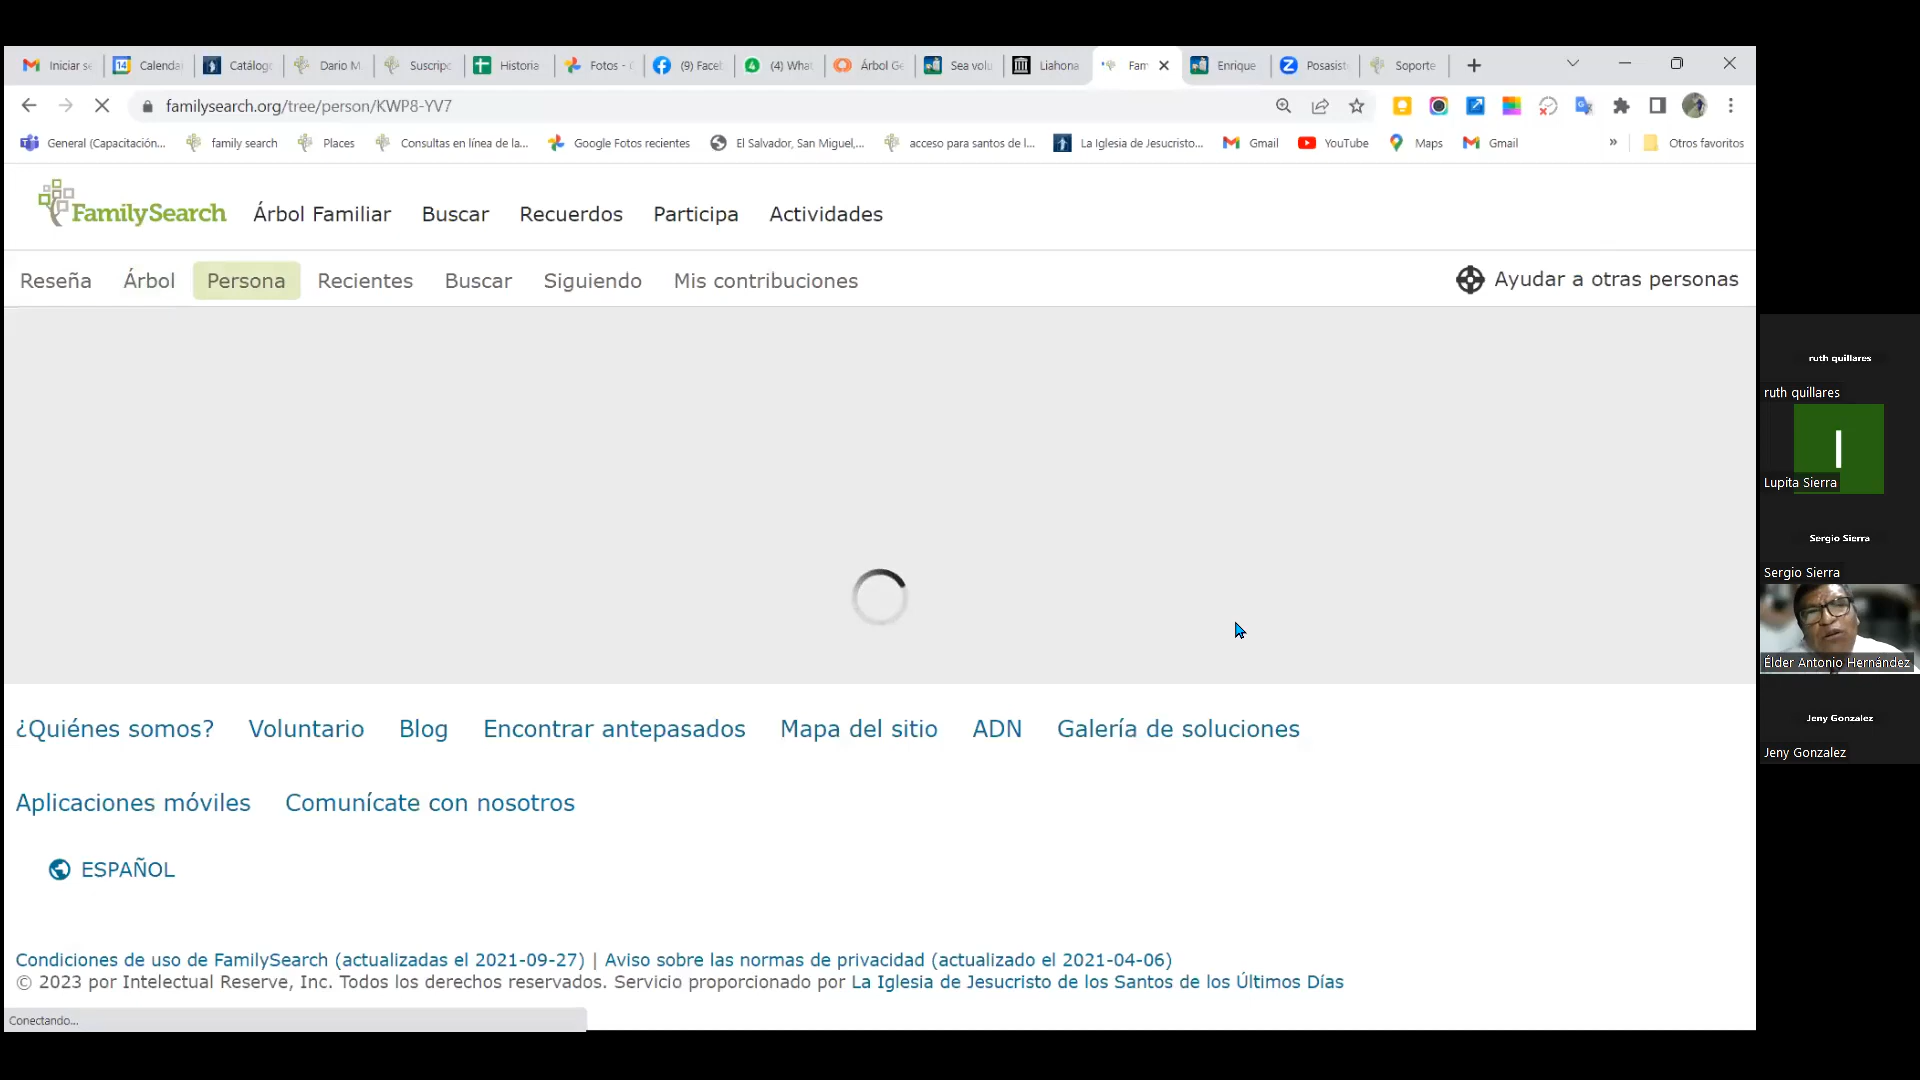 Iniciar se
14 Calenda
Catálogo
Dario M
Suscripc
Historia
Fotos - 
(9) Faceb
4 (4) What
Árbol Ge
Sea volu
Liahona
Fam
Enrique
Z Posasist
Soporte
familysearch.org/tree/person/KWP8-YV7
General (Capacitación...
family search
Places
Consultas en línea de la...
Google Fotos recientes
El Salvador, San Miguel,...
acceso para santos de l...
La Iglesia de Jesucristo...
Gmail
YouTube
Maps
Gmail
»
Otros favoritos
FamilySearch
Árbol Familiar
Buscar
Recuerdos
Participa
Actividades
Reseña
Árbol
Persona
Recientes
Buscar
Siguiendo
Mis contribuciones
Ayudar a otras personas
¿Quiénes somos?
Voluntario
Blog
Encontrar antepasados
Mapa del sitio
ADN
Galería de soluciones
Aplicaciones móviles
Comunícate con nosotros
ESPAÑOL
Condiciones de uso de FamilySearch (actualizadas el 2021-09-27) | Aviso sobre las normas de privacidad (actualizado el 2021-04-06)
© 2023 por Intelectual Reserve, Inc. Todos los derechos reservados. Servicio proporcionado por La Iglesia de Jesucristo de los Santos de los Últimos Días
Conectando...
ruth quillares
ruth quillares
l
Lupita Sierra
Sergio Sierra
Sergio Sierra
Élder Antonio Hernández
Jeny Gonzalez
Jeny Gonzalez